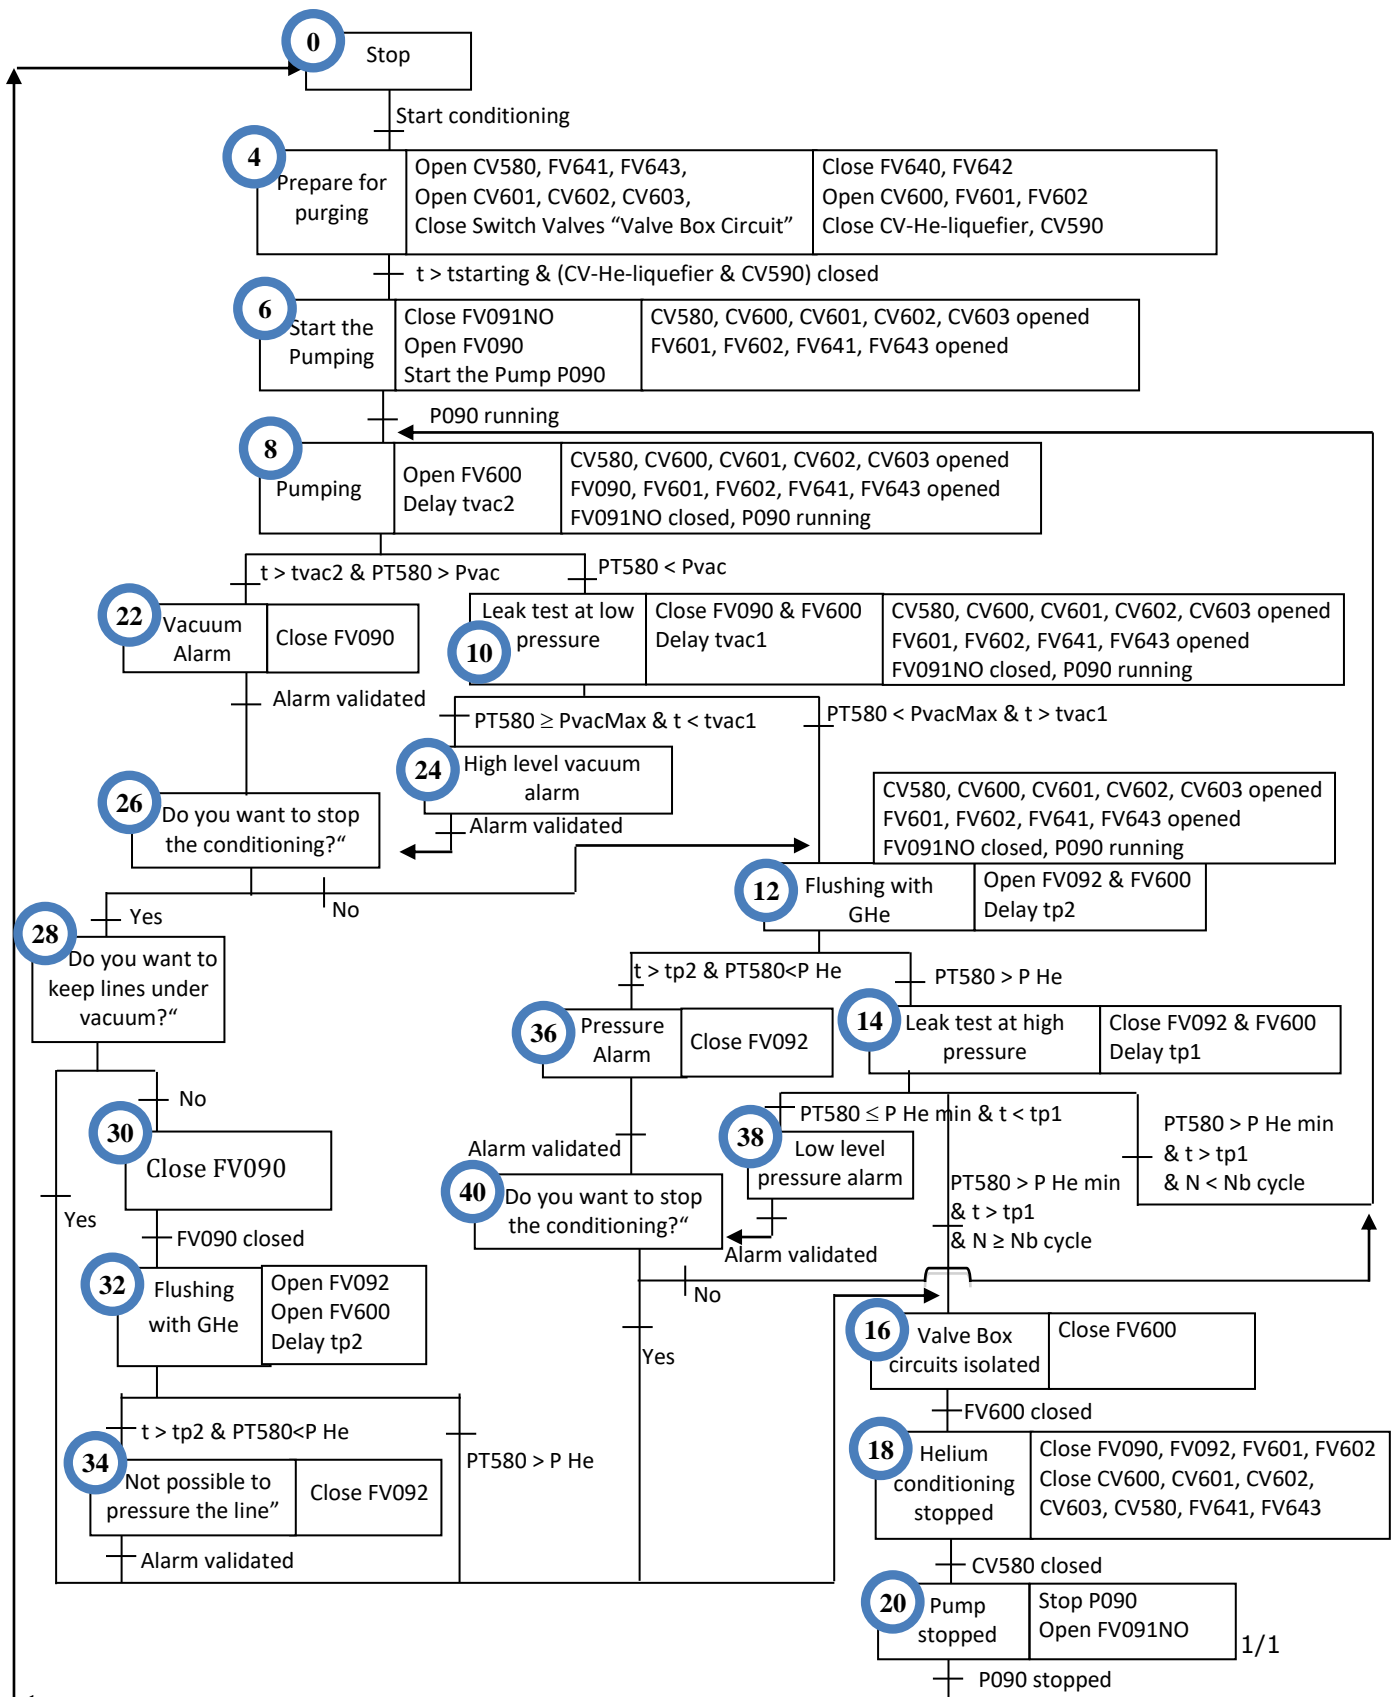 0
Stop
Start conditioning
4
Prepare for
purging
Open CV580, FV641, FV643,
Open CV601, CV602, CV603,
Close Switch Valves “Valve Box Circuit”
Close FV640, FV642
Open CV600, FV601, FV602
Close CV-He-liquefier, CV590
t > tstarting & (CV-He-liquefier & CV590) closed
6
Start the
Pumping
Close FV091NO
Open FV090
Start the Pump P090
CV580, CV600, CV601, CV602, CV603 opened
FV601, FV602, FV641, FV643 opened
P090 running
8
Pumping
Open FV600
Delay tvac2
CV580, CV600, CV601, CV602, CV603 opened
FV090, FV601, FV602, FV641, FV643 opened
FV091NO closed, P090 running
t > tvac2 & PT580 > Pvac
PT580 < Pvac
22
Vacuum
Alarm
Close FV090
Alarm validated
10
Leak test at low
pressure
Close FV090 & FV600
Delay tvac1
CV580, CV600, CV601, CV602, CV603 opened
FV601, FV602, FV641, FV643 opened
FV091NO closed, P090 running
PT580 ≥ PvacMax & t < tvac1
PT580 < PvacMax & t > tvac1
24
High level vacuum
alarm
Alarm validated
26
Do you want to stop
the conditioning?“
No
Yes
CV580, CV600, CV601, CV602, CV603 opened
FV601, FV602, FV641, FV643 opened
FV091NO closed, P090 running
12
Flushing with
GHe
Open FV092 & FV600
Delay tp2
28
Do you want to
keep lines under
vacuum?“
t > tp2 & PT580<P He
PT580 > P He
36
Pressure
Alarm
Close FV092
14
Leak test at high
pressure
Close FV092 & FV600
Delay tp1
No
Yes
30
Close FV090
FV090 closed
Alarm validated
PT580 ≤ P He min & t < tp1
38
Low level
pressure alarm
Alarm validated
PT580 > P He min
& t > tp1
& N ≥ Nb cycle
PT580 > P He min
& t > tp1
& N < Nb cycle
40
Do you want to stop
the conditioning?“
No
Yes
32
Flushing
with GHe
Open FV092
Open FV600
Delay tp2
t > tp2 & PT580<P He
PT580 > P He
34
Not possible to
pressure the line”
Close FV092
Alarm validated
16
Valve Box
circuits isolated
Close FV600
FV600 closed
18
Helium
conditioning
stopped
Close FV090, FV092, FV601, FV602
Close CV600, CV601, CV602,
CV603, CV580, FV641, FV643
CV580 closed
20
Pump
stopped
Stop P090
Open FV091NO
1/1
P090 stopped